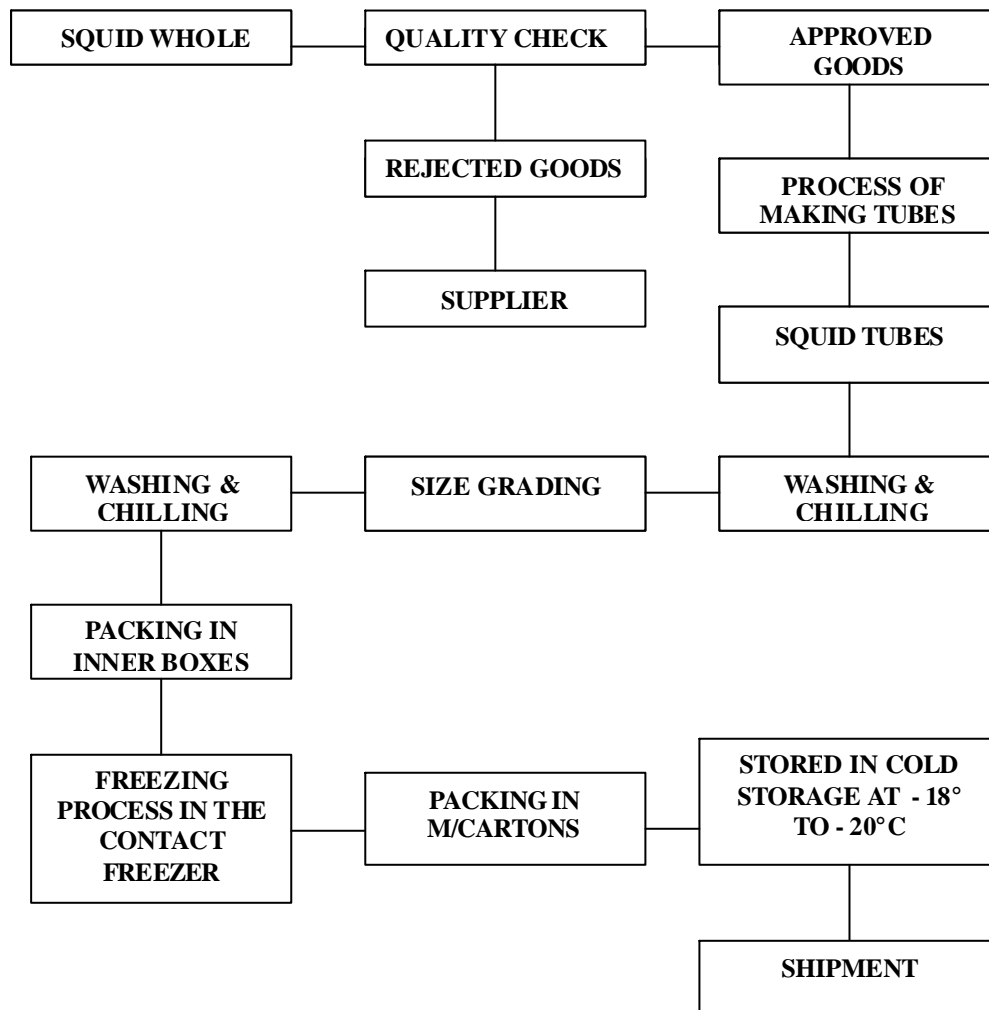 SQUID WHOLE
QUALITY CHECK
APPROVED
GOODS
REJECTED GOODS
PROCESS OF
MAKING TUBES
SUPPLIER
SQUID TUBES
WASHING &
CHILLING
SIZE GRADING
WASHING &
CHILLING
PACKING IN
INNER BOXES
FREEZING
PROCESS IN THE
CONTACT
FREEZER
PACKING IN
M/CARTONS
STORED IN COLD
STORAGE AT - 18°
TO - 20°C
SHIPMENT